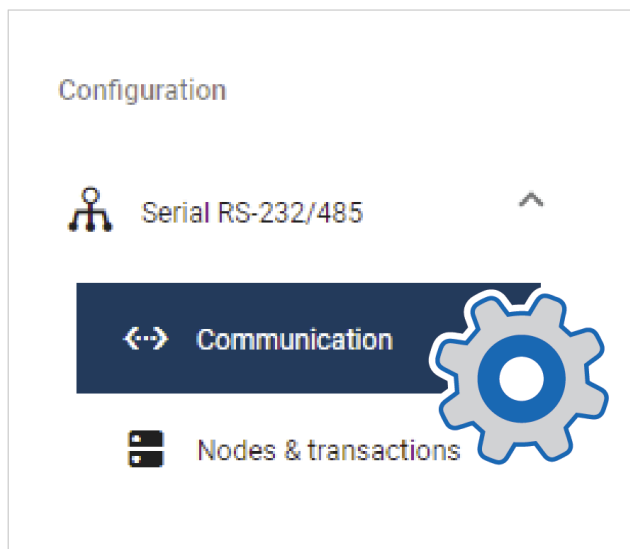 Configuration
Serial RS-232/485
Communication
Nodes & transactions